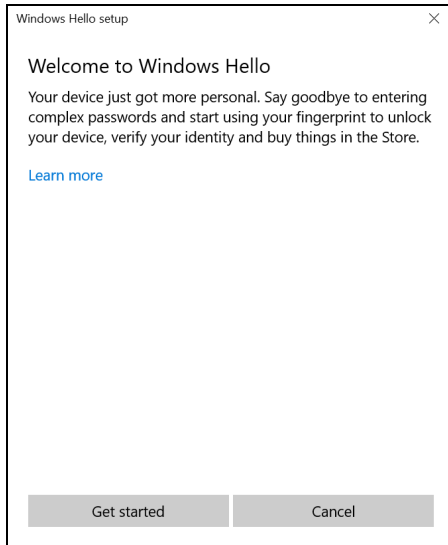 Windows Hello setup
Welcome to Windows Hello
Your device just got more personal. Say goodbye to entering
complex passwords and start using your fingerprint to unlock
your device, verify your identity and buy things in the Store.
Learn more
Get started
Cancel